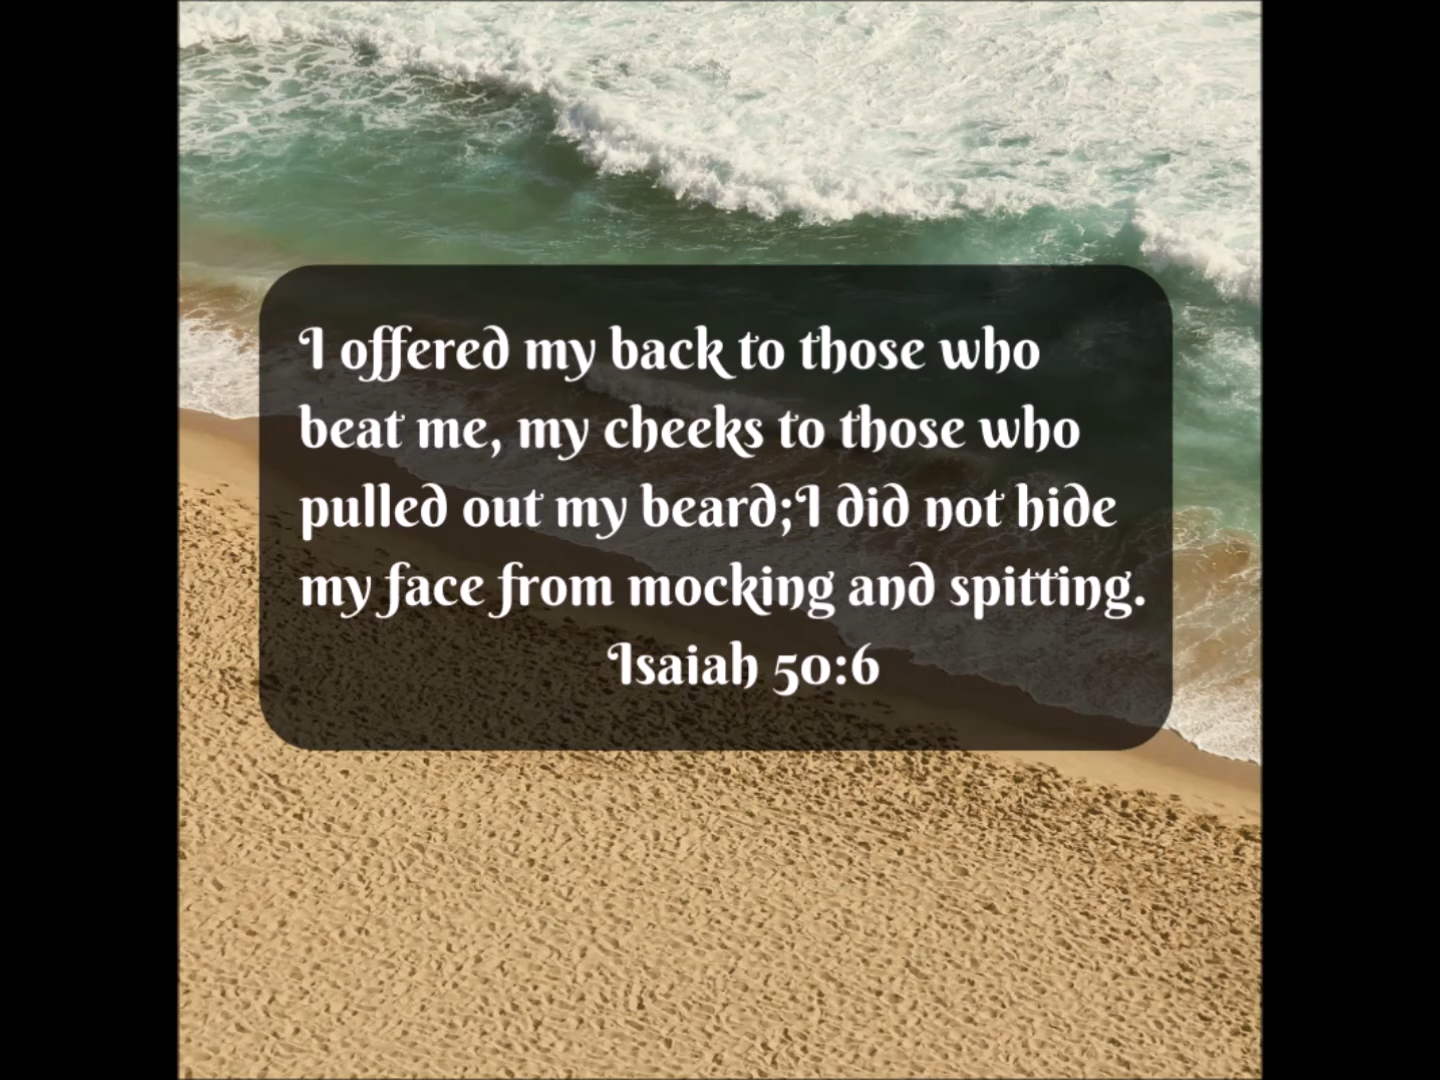 I offered my back to those who
beat me, my cheeks to those who
pulled out my beard;I did not hide
my face from mocking and spitting.
Isaiah 50:6